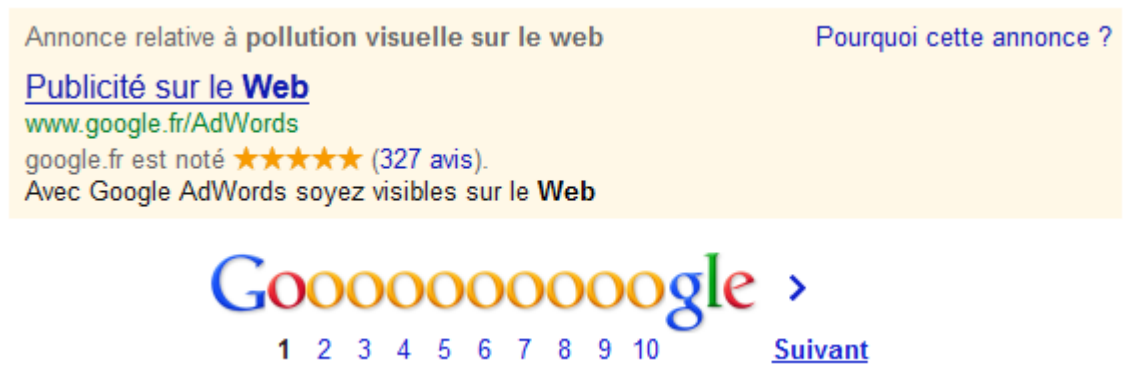 Annonce relative à pollution visuelle sur le web
Pourquoi cette annonce ?
Publicité sur le Web
www.google.fr/AdWords
google.fr est noté ★★★★★ (327 avis).
Avec Google AdWords soyez visibles sur le Web
Goooooooooogle >
1 2 3 4 5 6 7 8 9 10 Suivant